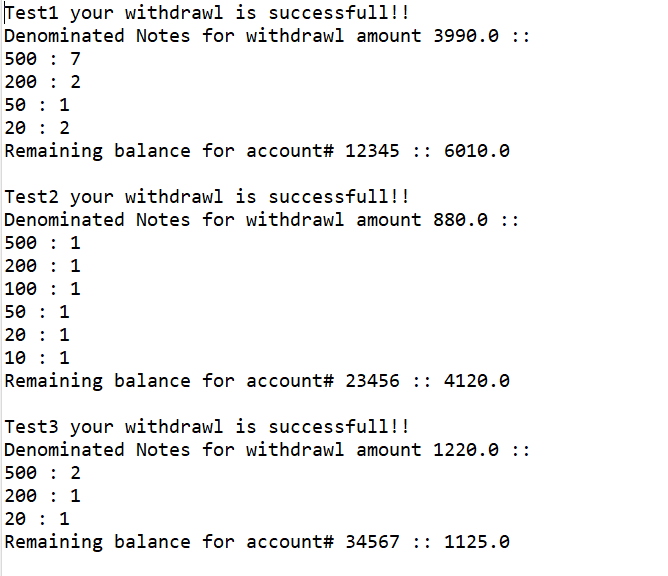 Test1 your withdrawl is successfull!!
Denominated Notes for withdrawl amount 3990.0 ::
500 : 7
200 : 2
50 : 1
20 : 2
Remaining balance for account# 12345 :: 6010.0
Test2 your withdrawl is successfull!!
Denominated Notes for withdrawl amount 880.0 ::
500 : 1
200 : 1
100 : 1
50 : 1
20 : 1
10 : 1
Remaining balance for account# 23456 :: 4120.0
Test3 your withdrawl is successfull!!
Denominated Notes for withdrawl amount 1220.0 ::
500 : 2
200 : 1
20 : 1
Remaining balance for account# 34567 :: 1125.0